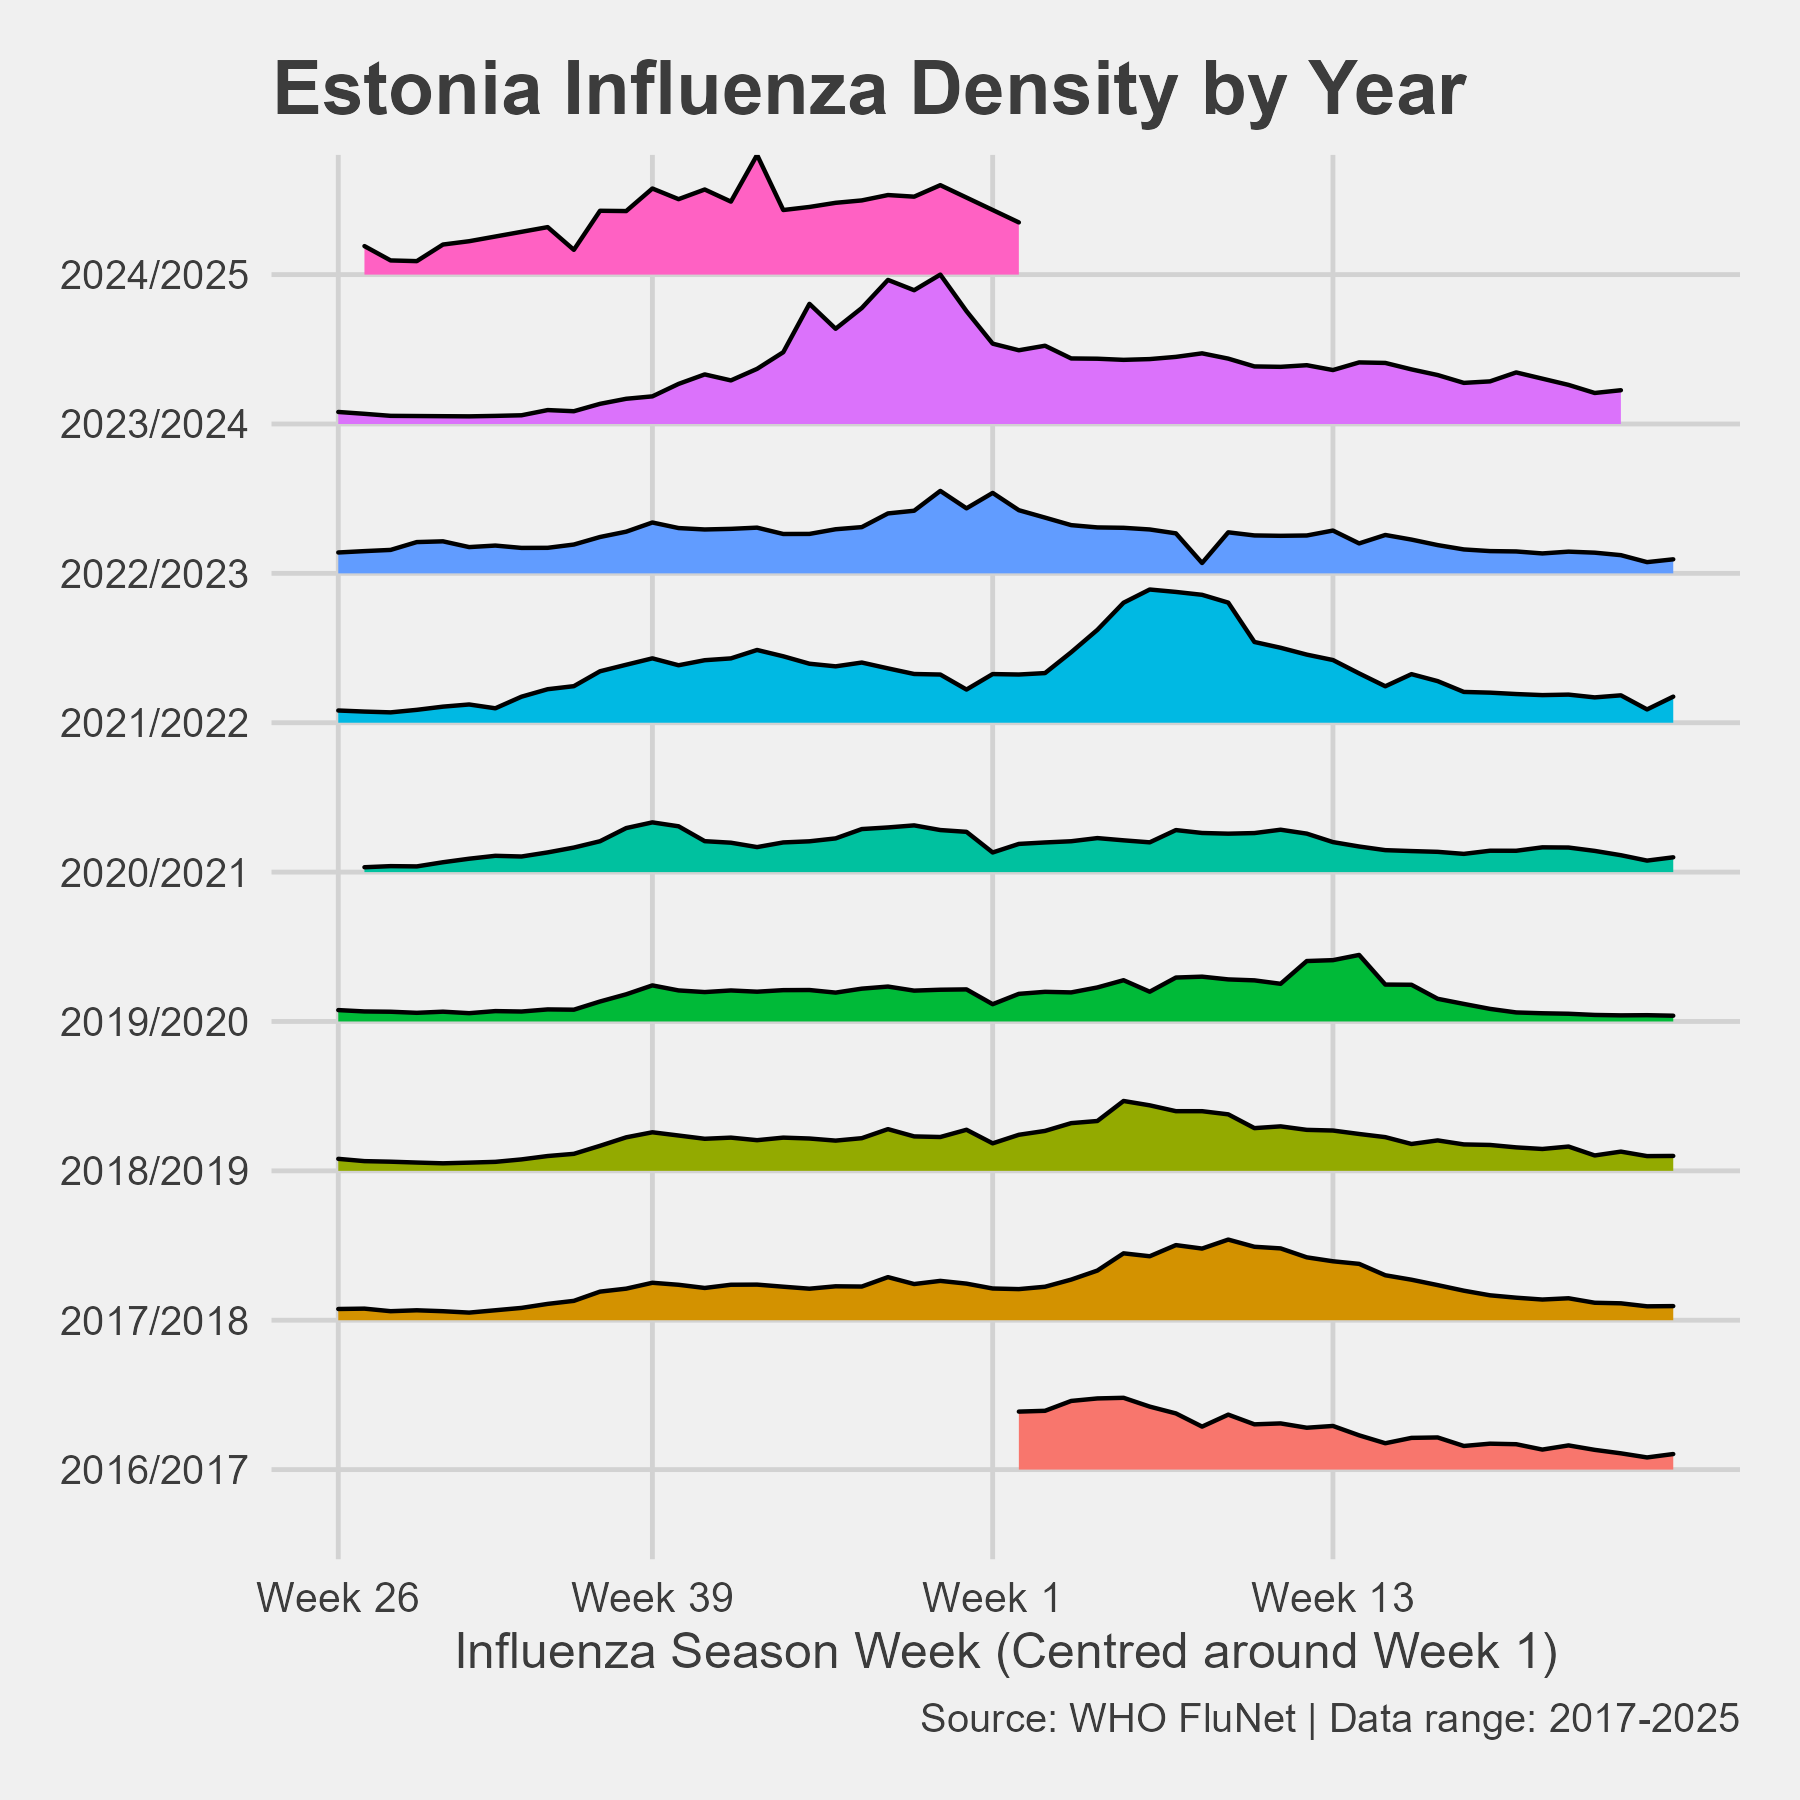 Estonia Influenza Density by Year
2024/2025
2023/2024
2022/2023
2021/2022
2020/2021
2019/2020
2018/2019
2017/2018
2016/2017
Week 26 Week 39 Week 1 Week 13
Influenza Season Week (Centred around Week 1)
Source: WHO FluNet | Data range: 2017-2025